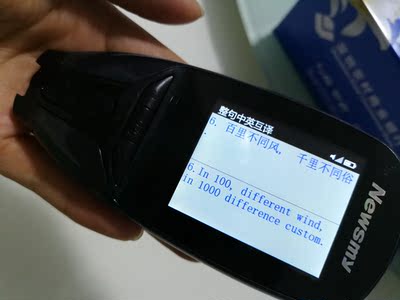 整句中英互译
6. 百里不同风, 千里不同俗
.
6.In 100, different wind,
in 1000 difference custom.
Newsmy